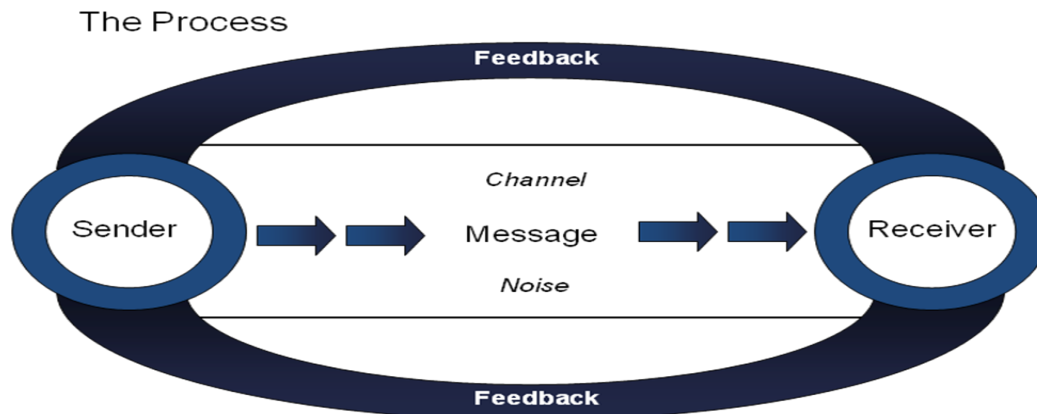 The Process
Feedback
Channel
Sender
Message
Receiver
Noise
Feedback